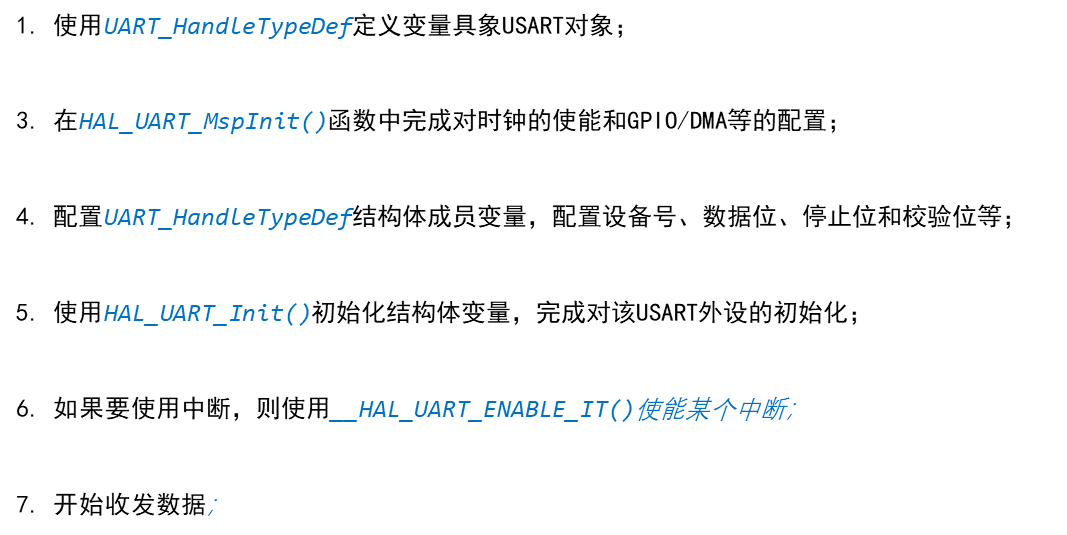 1. 使用UART_HandleTypeDef定义变量具象USART对象；
3. 在HAL_UART_MspInit()函数中完成对时钟的使能和GPIO/DMA等的配置；
4. 配置UART_HandleTypeDef结构体成员变量，配置设备号、数据位、停止位和校验位等；
5. 使用HAL_UART_Init()初始化结构体变量，完成对该USART外设的初始化；
6. 如果要使用中断，则使用__HAL_UART_ENABLE_IT()使能某个中断;
7. 开始收发数据;